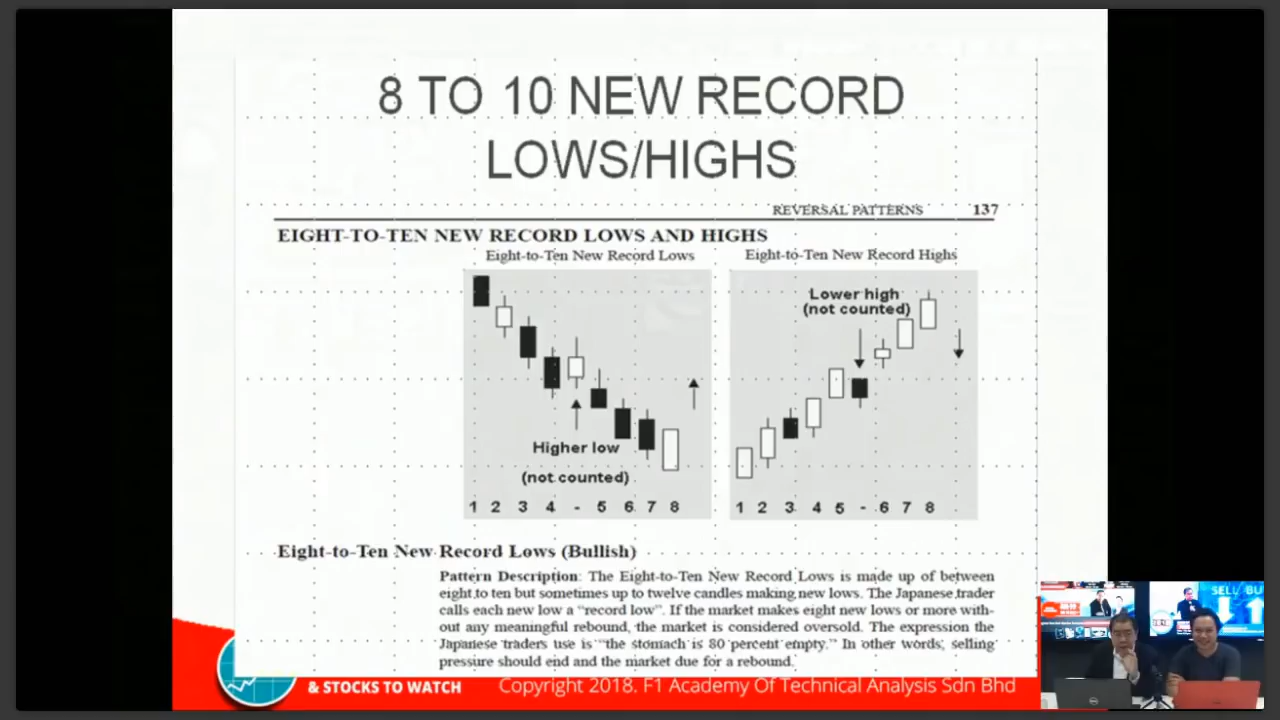 8 TO 10 NEW RECORD
LOWS/HIGHS
REVERSAL PATTERNS 137
EIGHT-TO-TEN NEW RECORD LOWS AND HIGHS
Eight-to-Ten New Record Lows
Eight-to-Ten New Record Highs
Lower high
(not counted)
Higher low
(not counted)
1 2 3 4 - 5 6 7 8
1 2 3 4 5 - 6 7 8
Eight-to-Ten New Record Lows (Bullish)
Pattern Description: The Eight-to-Ten New Record Lows is made up of between
eight to ten but sometimes up to twelve candles making new lows. The Japanese trader
calls each new low a “record low”. If the market makes eight new lows or more with-
out any meaningful rebound, the market is considered oversold. The expression the
Japanese traders use is “the stomach is 80 percent empty.” In other words, selling
pressure should end and the market due for a rebound.
& STOCKS TO WATCH
Copyright 2018. F1 Academy Of Technical Analysis Sdn Bhd
SELL BU